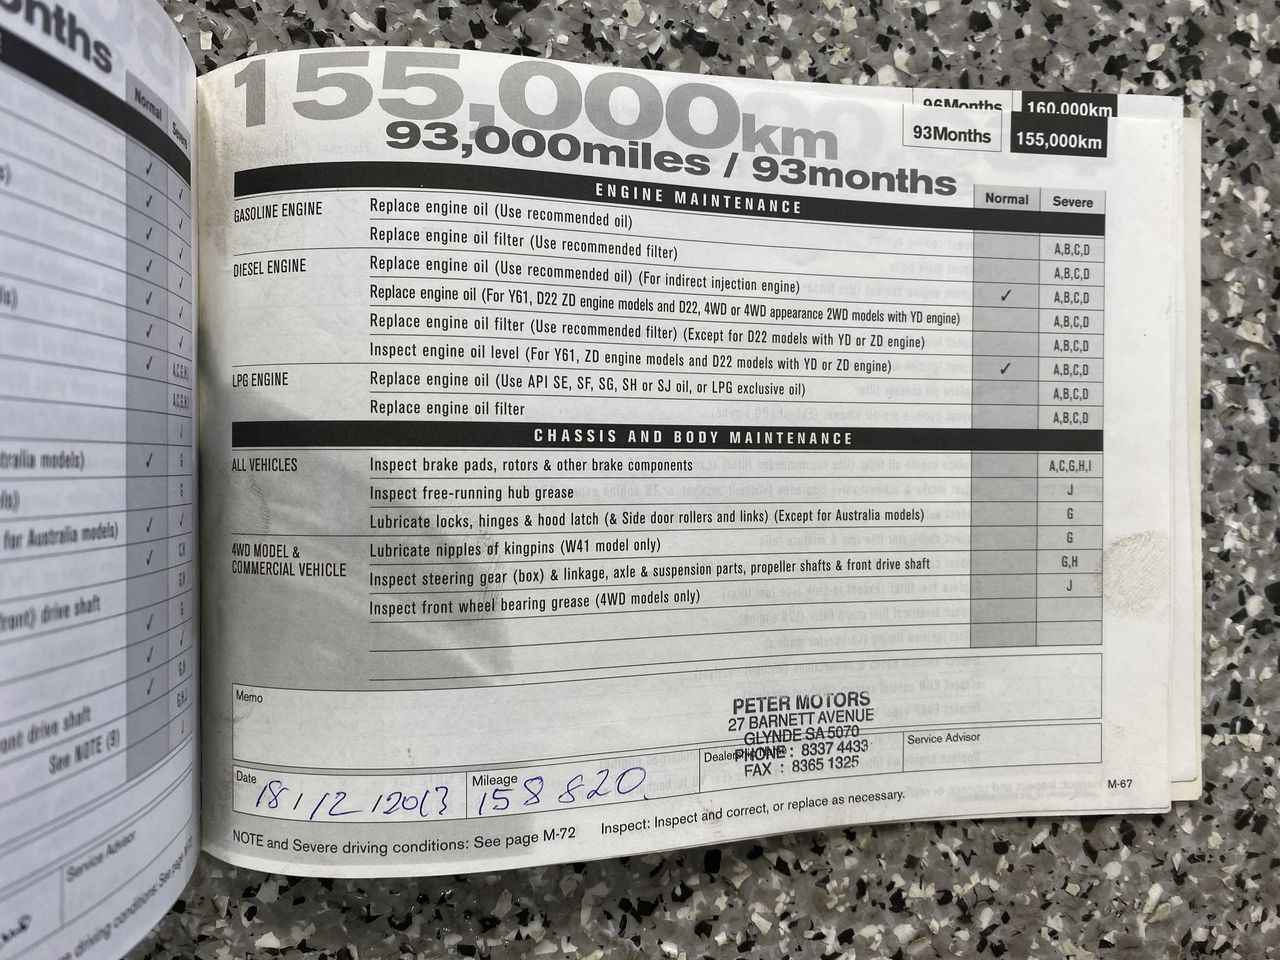 onths
Normal
Severe
A,C,G,H,I
A,C,G,H,I
J
tralia models)
G
G
for Australia models)
C,H
G,H
ront) drive shaft
G
G,H
G,H,J
ont drive shaft
J
See NOTE (9)
Service Advisor
driving conditions: See page
155,000km
93,000miles / 93months
96Months 160,000km
93Months 155,000km
ENGINE MAINTENANCE Normal Severe
GASOLINE ENGINE Replace engine oil (Use recommended oil) A,B,C,D
Replace engine oil filter (Use recommended filter) A,B,C,D
DIESEL ENGINE Replace engine oil (Use recommended oil) (For indirect injection engine) A,B,C,D
Replace engine oil (For Y61, D22 ZD engine models and D22, 4WD or 4WD appearance 2WD models with YD engine) ✓ A,B,C,D
Replace engine oil filter (Use recommended filter) (Except for D22 models with YD or ZD engine) A,B,C,D
Inspect engine oil level (For Y61, ZD engine models and D22 models with YD or ZD engine) ✓ A,B,C,D
LPG ENGINE Replace engine oil (Use API SE, SF, SG, SH or SJ oil, or LPG exclusive oil) A,B,C,D
Replace engine oil filter A,B,C,D
CHASSIS AND BODY MAINTENANCE
ALL VEHICLES Inspect brake pads, rotors & other brake components A,C,G,H,I
Inspect free-running hub grease J
Lubricate locks, hinges & hood latch (& Side door rollers and links) (Except for Australia models) G
4WD MODEL & COMMERCIAL VEHICLE Lubricate nipples of kingpins (W41 model only) G
Inspect steering gear (box) & linkage, axle & suspension parts, propeller shafts & front drive shaft G,H
Inspect front wheel bearing grease (4WD models only) J
Memo
PETER MOTORS
27 BARNETT AVENUE
GLYNDE SA 5070
PHONE : 8337 4433
FAX : 8365 1325
Date 18/12/2013 Mileage 158 820. Service Advisor
NOTE and Severe driving conditions: See page M-72 Inspect: Inspect and correct, or replace as necessary. M-67